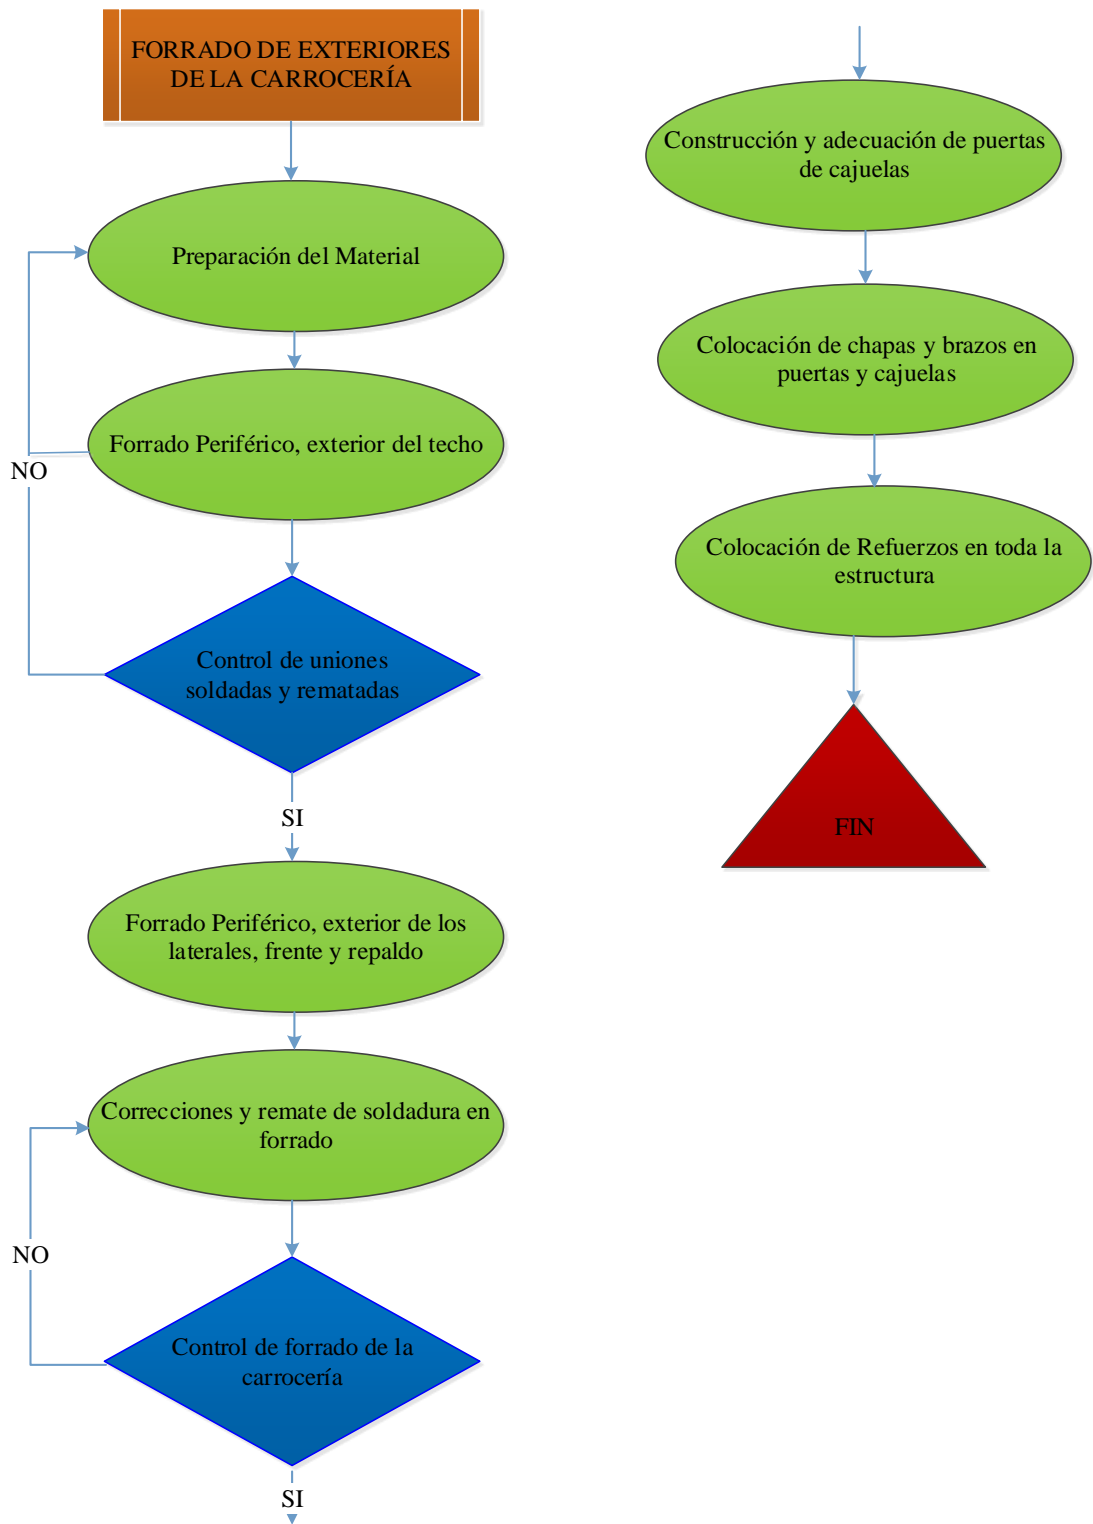 FORRADO DE EXTERIORES
DE LA CARROCERÍA
Preparación del Material
Forrado Periférico, exterior del techo
NO
Control de uniones
soldadas y rematadas
SI
Forrado Periférico, exterior de los
laterales, frente y repaldo
Correcciones y remate de soldadura en
forrado
NO
Control de forrado de la
carrocería
SI
Construcción y adecuación de puertas
de cajuelas
Colocación de chapas y brazos en
puertas y cajuelas
Colocación de Refuerzos en toda la
estructura
FIN